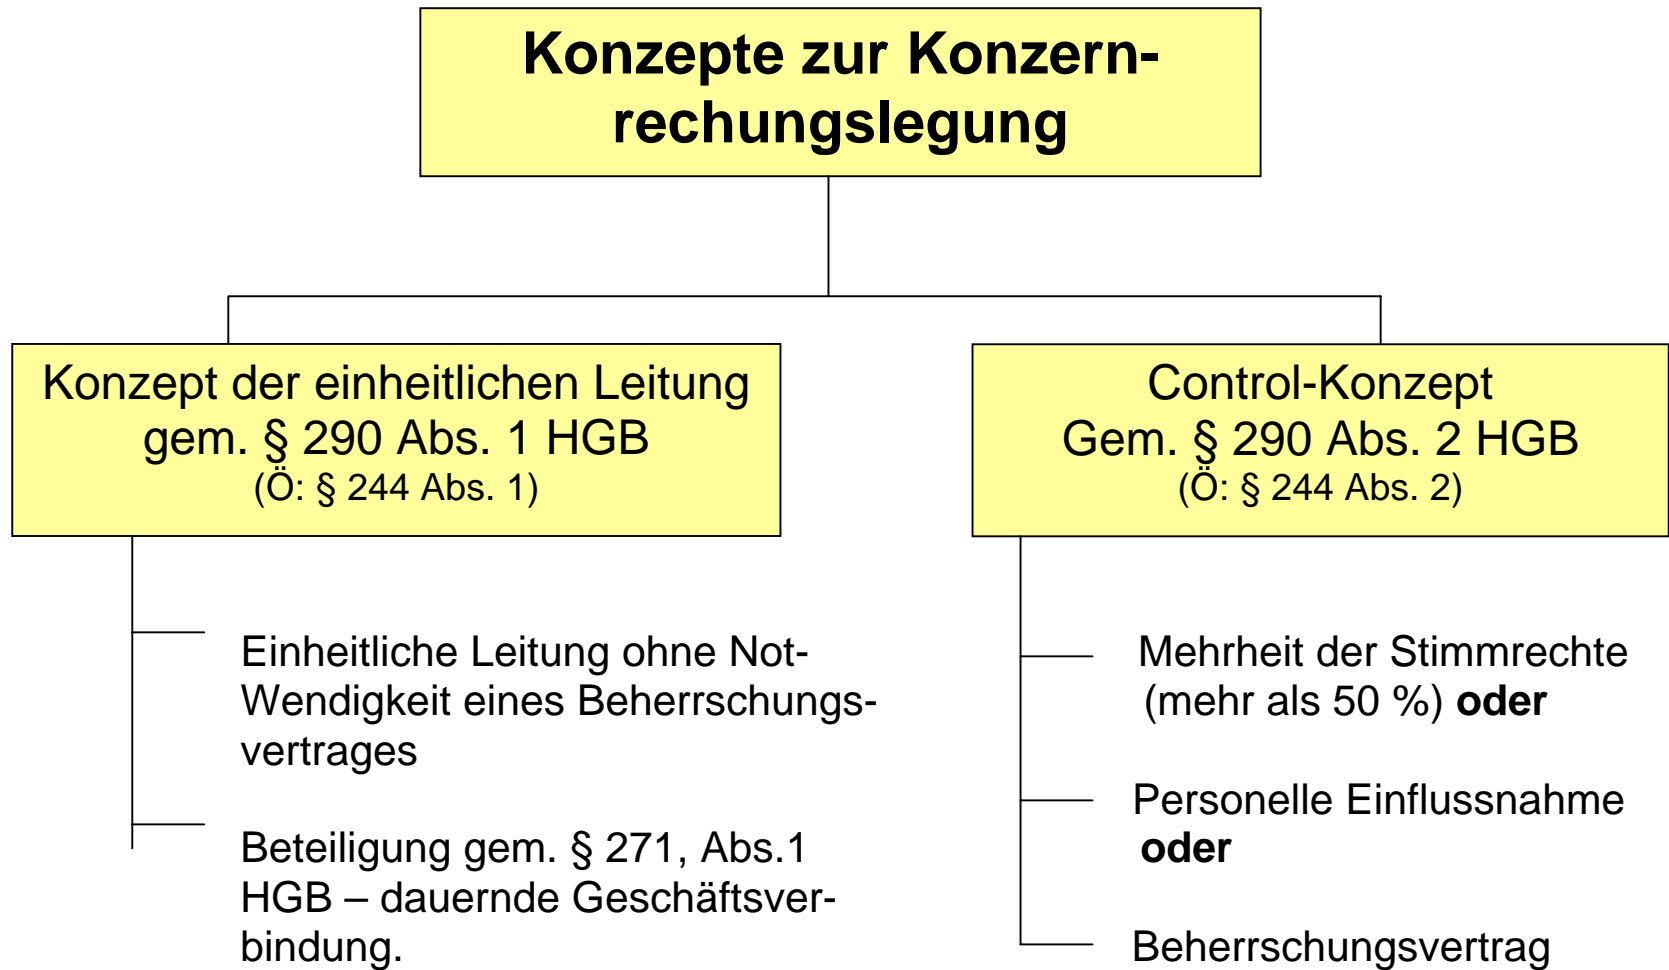 Konzepte zur Konzern-
rechungslegung
Konzept der einheitlichen Leitung
gem. § 290 Abs. 1 HGB
(Ö: § 244 Abs. 1)
Einheitliche Leitung ohne Not-
Wendigkeit eines Beherrschungs-
vertrages
Beteiligung gem. § 271, Abs.1
HGB – dauernde Geschäftsver-
bindung.
Control-Konzept
Gem. § 290 Abs. 2 HGB
(Ö: § 244 Abs. 2)
Mehrheit der Stimmrechte
(mehr als 50 %) oder
Personelle Einflussnahme
oder
Beherrschungsvertrag